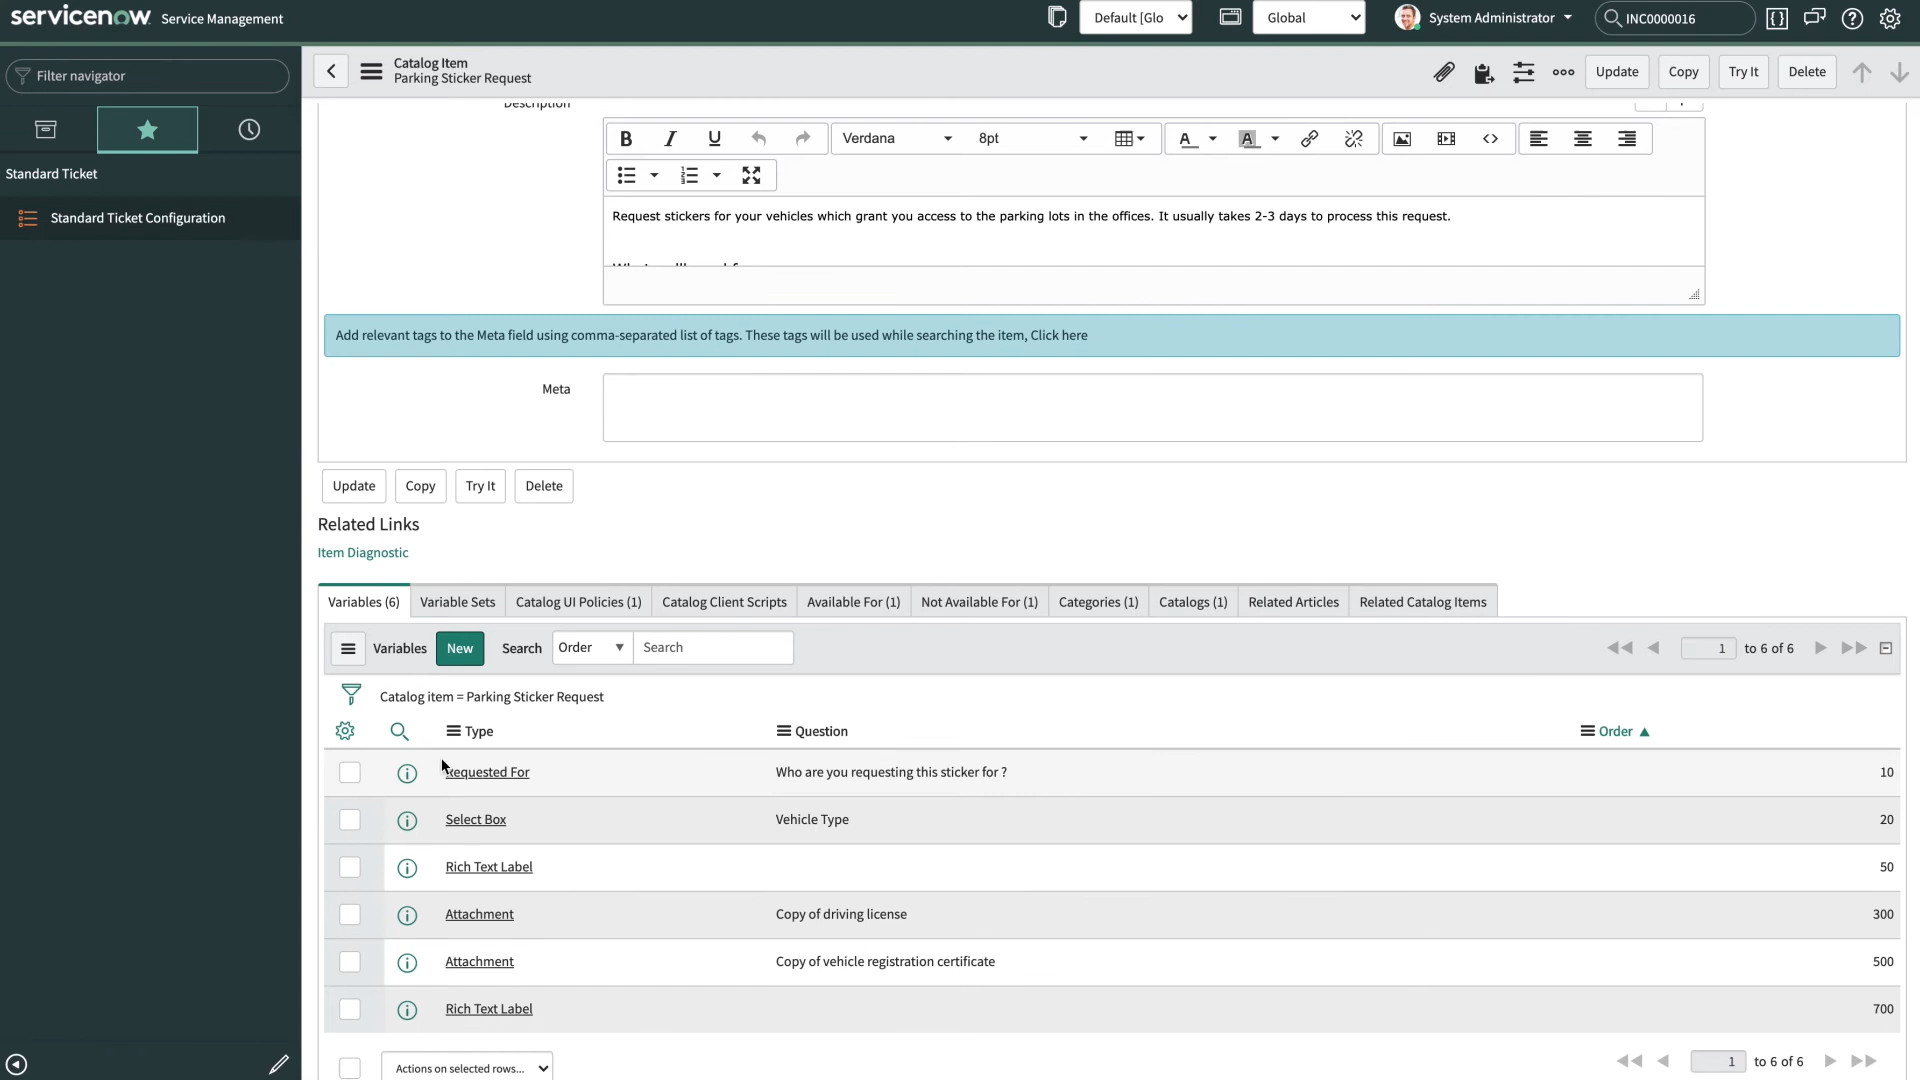 servicenow Service Management
Default [Glo
Global
System Administrator
INC0000016
Filter navigator
Standard Ticket
Standard Ticket Configuration
Catalog Item
Parking Sticker Request
Update
Copy
Try It
Delete
Description
Verdana
8pt
Request stickers for your vehicles which grant you access to the parking lots in the offices. It usually takes 2-3 days to process this request.
Add relevant tags to the Meta field using comma-separated list of tags. These tags will be used while searching the item, Click here
Meta
Update
Copy
Try It
Delete
Related Links
Item Diagnostic
Variables (6)
Variable Sets
Catalog UI Policies (1)
Catalog Client Scripts
Available For (1)
Not Available For (1)
Categories (1)
Catalogs (1)
Related Articles
Related Catalog Items
Variables
New
Search
Order
Search
1 to 6 of 6
Catalog item = Parking Sticker Request
Type
Question
Order
Requested For
Who are you requesting this sticker for ?
10
Select Box
Vehicle Type
20
Rich Text Label
50
Attachment
Copy of driving license
300
Attachment
Copy of vehicle registration certificate
500
Rich Text Label
700
Actions on selected rows...
1 to 6 of 6